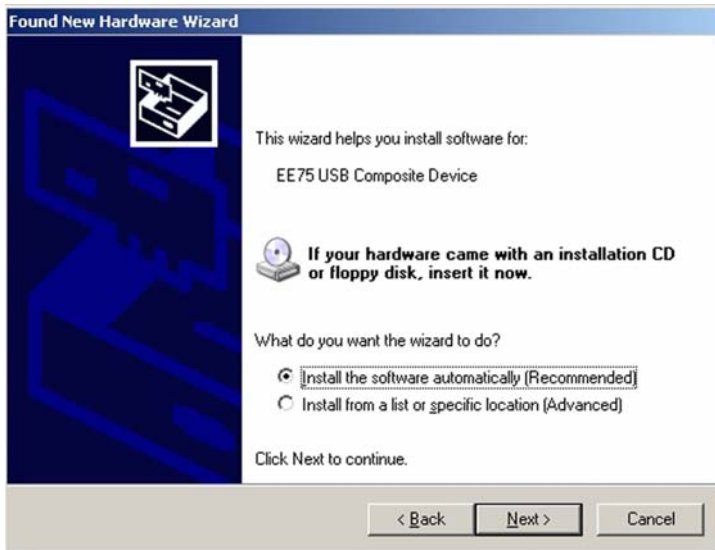 Found New Hardware Wizard
This wizard helps you install software for:
EE75 USB Composite Device
If your hardware came with an installation CD
or floppy disk, insert it now.
What do you want the wizard to do?
Install the software automatically (Recommended)
Install from a list or specific location (Advanced)
Click Next to continue.
< Back Next > Cancel